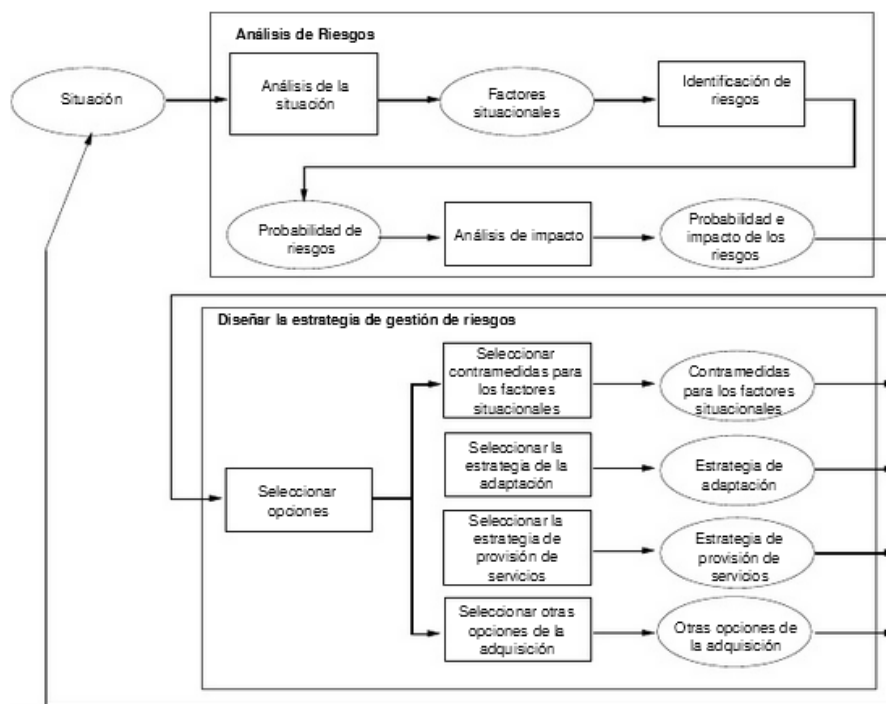 Análisis de Riesgos
Situación
Análisis de la
situación
Factores
situacionales
Identificación de
riesgos
Probabilidad de
riesgos
Análisis de impacto
Probabilidad e
impacto de los
riesgos
Diseñar la estrategia de gestión de riesgos
Seleccionar
opciones
Seleccionar
contramedidas para
los factores
situacionales
Contramedidas
para los factores
situacionales
Seleccionar la
estrategia de la
adaptación
Estrategia de
adaptación
Seleccionar la
estrategia de
provisión de
servicios
Estrategia de
provisión de
servicios
Seleccionar otras
opciones de la
adquisición
Otras opciones de
la adquisición